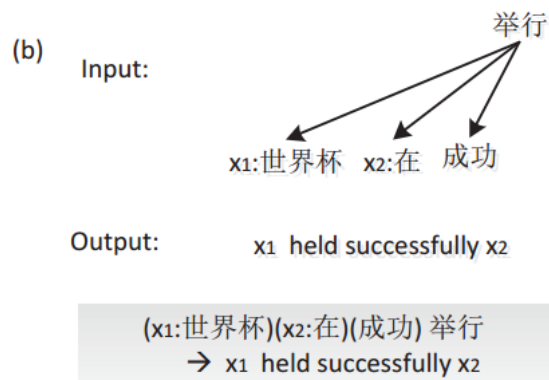 举行
(b)
Input:
x1:世界杯 x2:在 成功
Output: x1 held successfully x2
(x1:世界杯)(x2:在)(成功) 举行
→ x1 held successfully x2